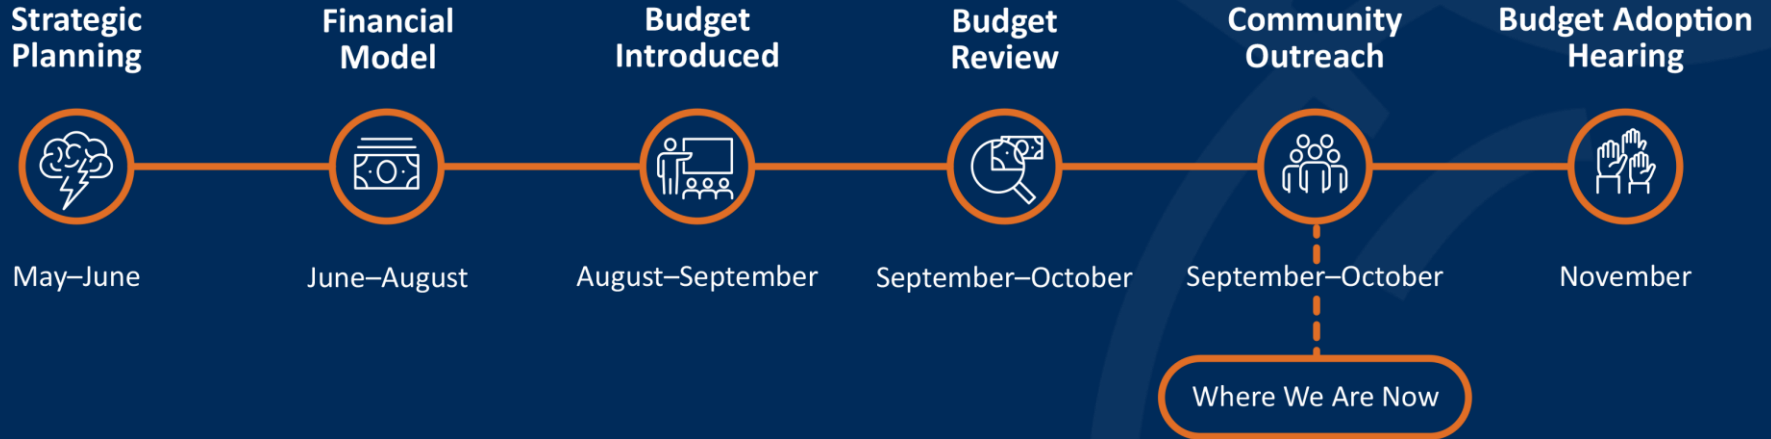 Strategic
Planning
Financial
Model
Budget
Introduced
Budget
Review
Community
Outreach
Budget Adoption
Hearing
May–June
June–August
August–September
September–October
September–October
November
Where We Are Now